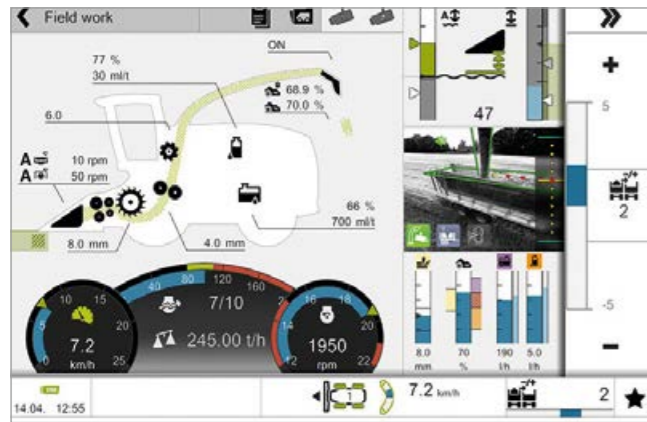 Field work
77 %
30 ml/t
ON
68.9 %
70.0 %
6.0
A 10 rpm
A 50 rpm
66 %
700 ml/t
8.0 mm
4.0 mm
A
47
+
5
2
-5
−
10 15
5 20
0 25
7.2
km/h
40 80 120 160
7/10
245.00 t/h
16 18
14 20
12 22
1950
rpm
8.0 70 190 5.0
mm % l/h l/h
14.04. 12:55
1
7.2 km/h
-/+
2